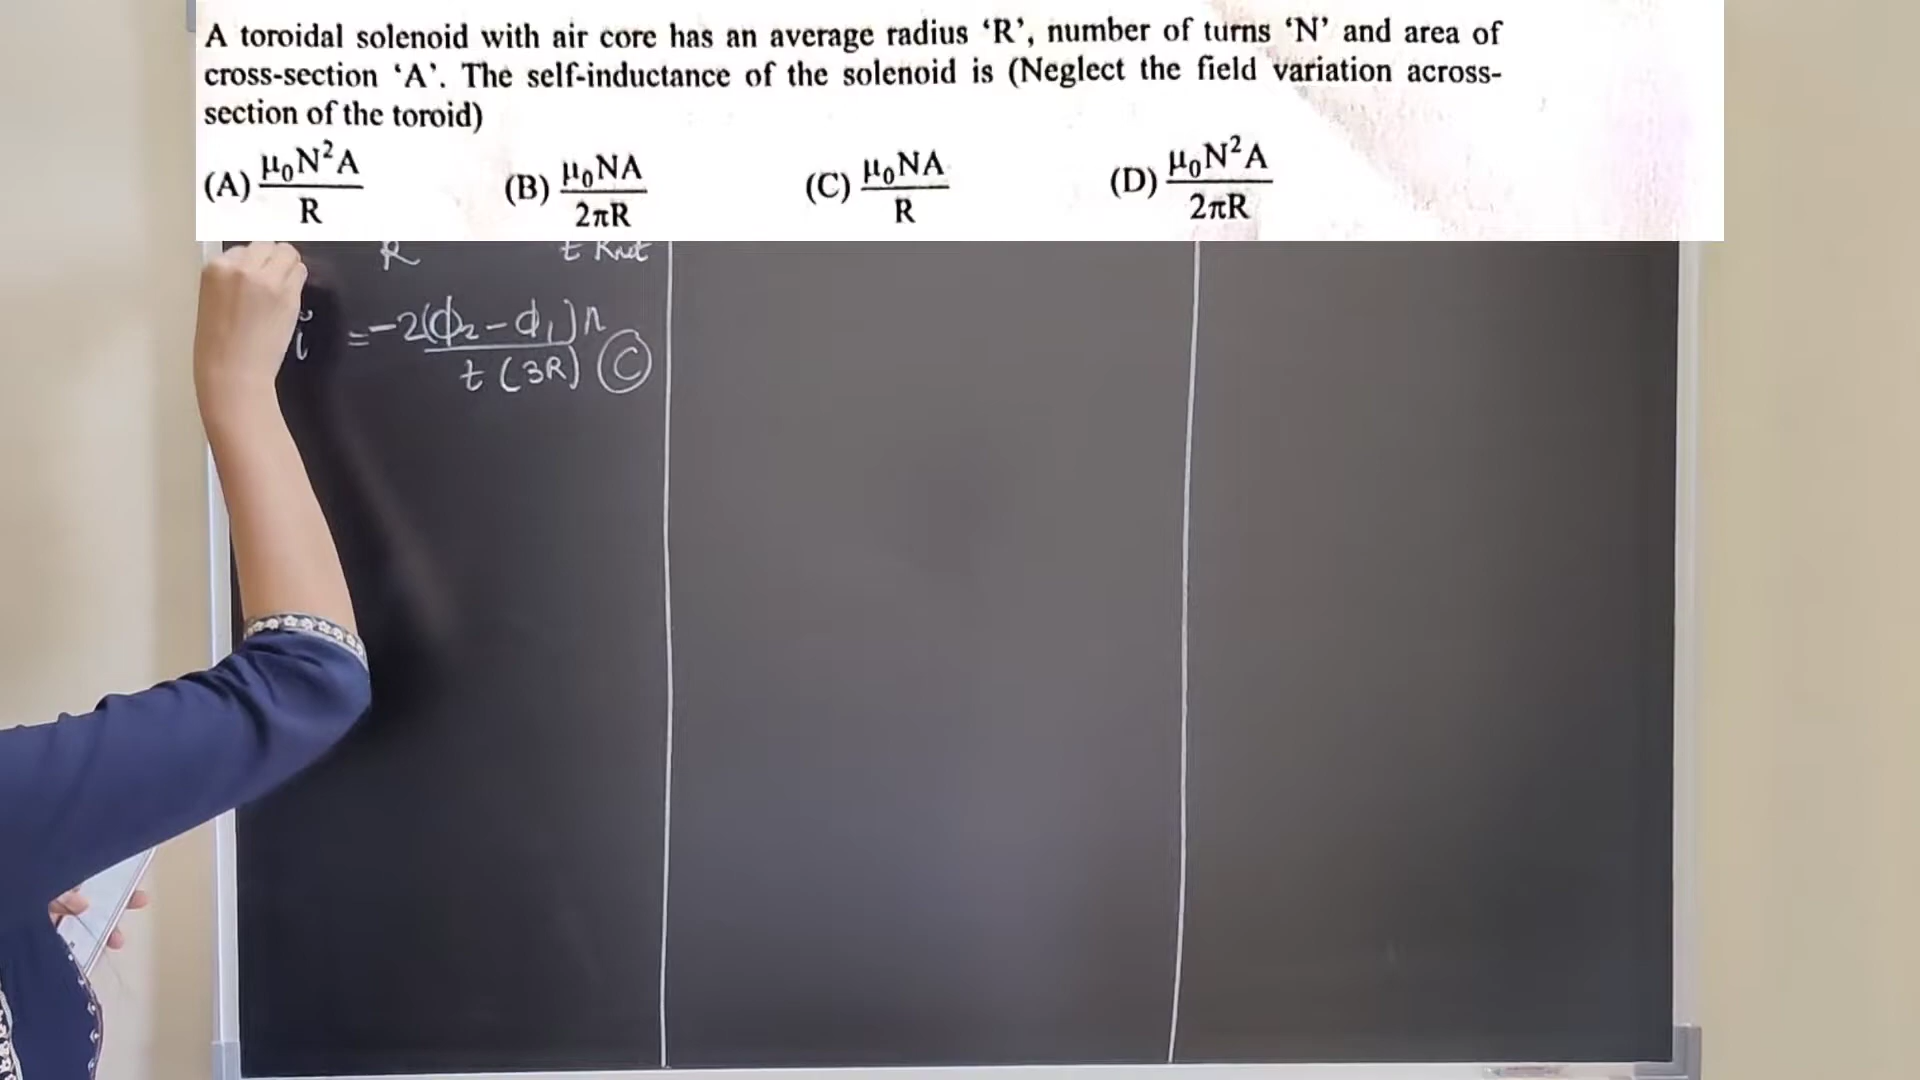 A toroidal solenoid with air core has an average radius ‘R’, number of turns ‘N’ and area of
cross-section ‘A’. The self-inductance of the solenoid is (Neglect the field variation across-
section of the toroid)
(A) μ₀N²A / R (B) μ₀NA / 2πR (C) μ₀NA / R (D) μ₀N²A / 2πR
R t
i = -2(ϕ₂ - ϕ₁)n / t (3R) C